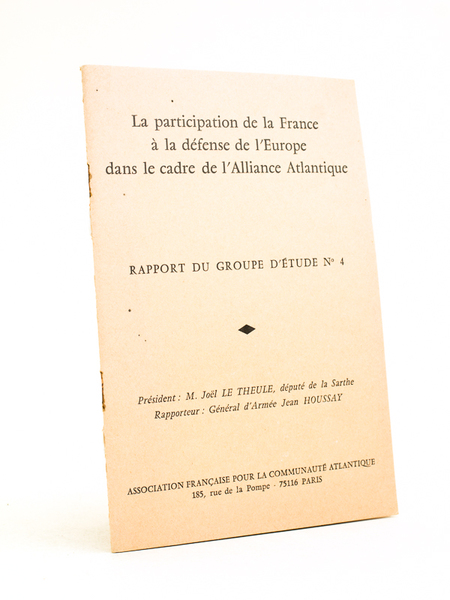 La participation de la France
à la défense de l'Europe
dans le cadre de l'Alliance Atlantique
RAPPORT DU GROUPE D'ÉTUDE Nº 4
Président : M. Joël LE THEULE, député de la Sarthe
Rapporteur : Général d'Armée Jean HOUSSAY
ASSOCIATION FRANÇAISE POUR LA COMMUNAUTÉ ATLANTIQUE
185, rue de la Pompe - 75116 PARIS